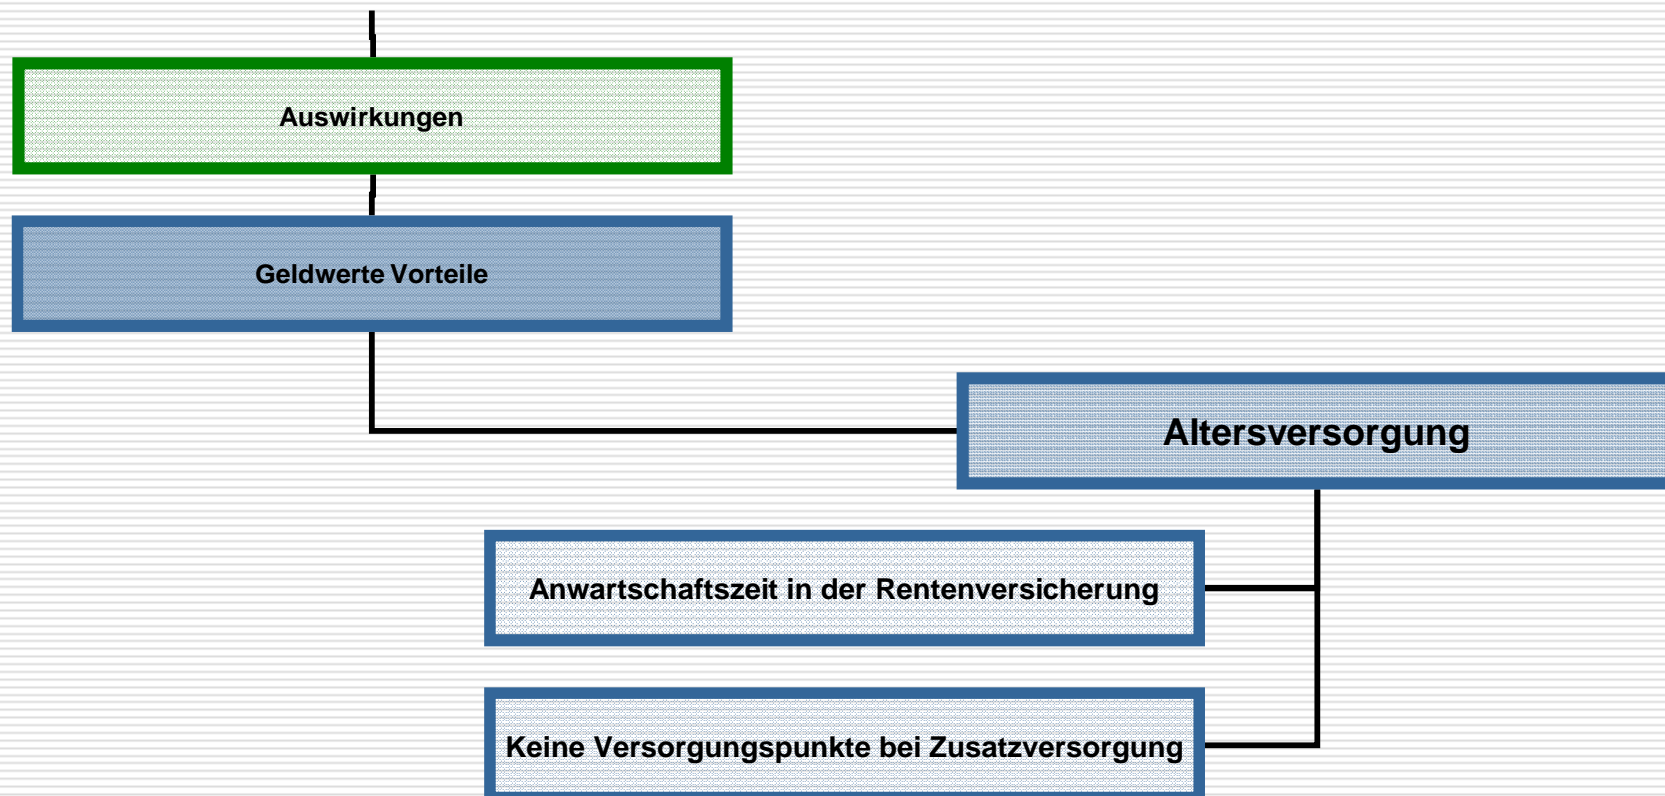 Auswirkungen
Geldwerte Vorteile
Altersversorgung
Anwartschaftszeit in der Rentenversicherung
Keine Versorgungspunkte bei Zusatzversorgung